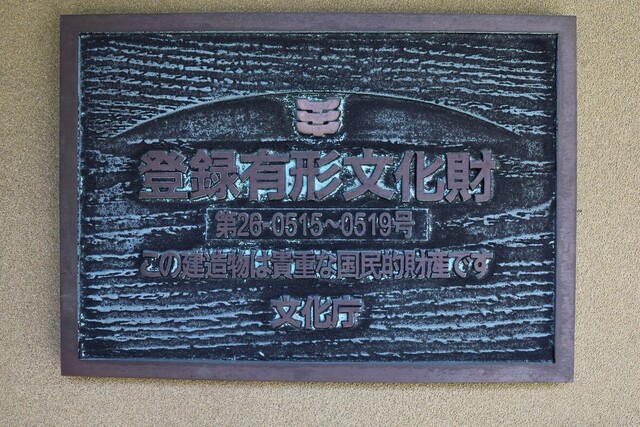 登録有形文化財
第26-0515～0519号
この建造物は貴重な国民的財産です
文化庁